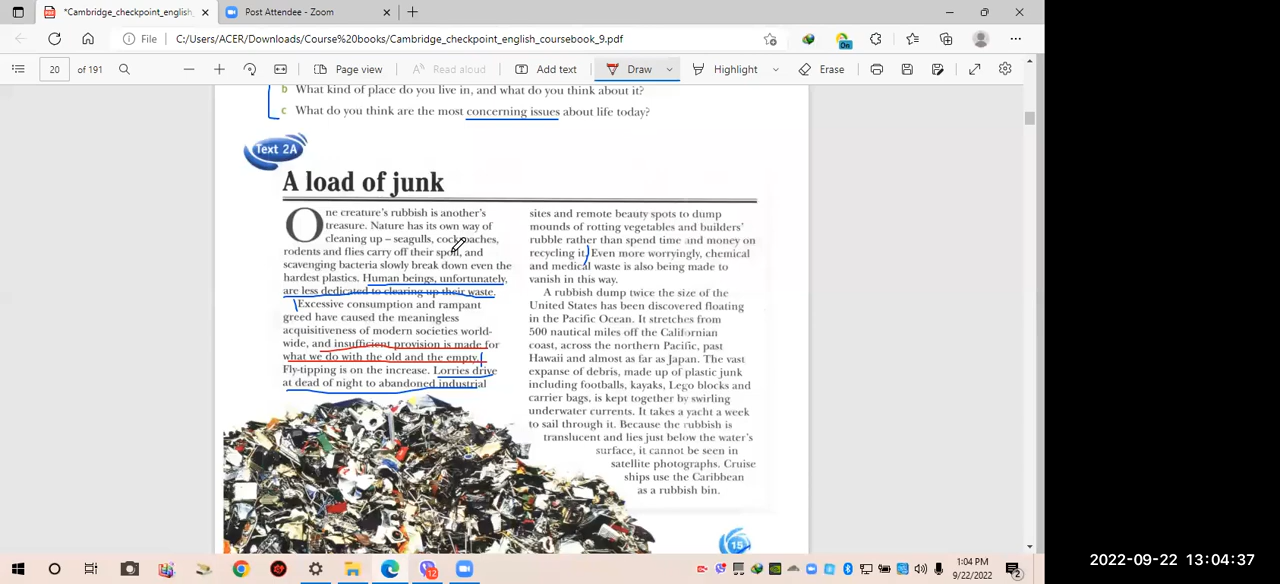 *Cambridge_checkpoint_english_
Post Attendee - Zoom
File
C:/Users/ACER/Downloads/Course%20books/Cambridge_checkpoint_english_coursebook_9.pdf
20 of 191
Page view
Read aloud
Add text
Draw
Highlight
Erase
b What kind of place do you live in, and what do you think about it?
c What do you think are the most concerning issues about life today?
Text 2A
A load of junk
One creature's rubbish is another's
treasure. Nature has its own way of
cleaning up – seagulls, cockroaches,
rodents and flies carry off their spoil, and
scavenging bacteria slowly break down even the
hardest plastics. Human beings, unfortunately,
are less dedicated to clearing up their waste.
Excessive consumption and rampant
greed have caused the meaningless
acquisitiveness of modern societies world-
wide, and insufficient provision is made for
what we do with the old and the empty.
Fly-tipping is on the increase. Lorries drive
at dead of night to abandoned industrial
sites and remote beauty spots to dump
mounds of rotting vegetables and builders'
rubble rather than spend time and money on
recycling it. Even more worryingly, chemical
and medical waste is also being made to
vanish in this way.
A rubbish dump twice the size of the
United States has been discovered floating
in the Pacific Ocean. It stretches from
500 nautical miles off the Californian
coast, across the northern Pacific, past
Hawaii and almost as far as Japan. The vast
expanse of debris, made up of plastic junk
including footballs, kayaks, Lego blocks and
carrier bags, is kept together by swirling
underwater currents. It takes a yacht a week
to sail through it. Because the rubbish is
translucent and lies just below the water's
surface, it cannot be seen in
satellite photographs. Cruise
ships use the Caribbean
as a rubbish bin.
15
On
12
1:04 PM
9/22/2022
2
2022-09-22 13:04:37